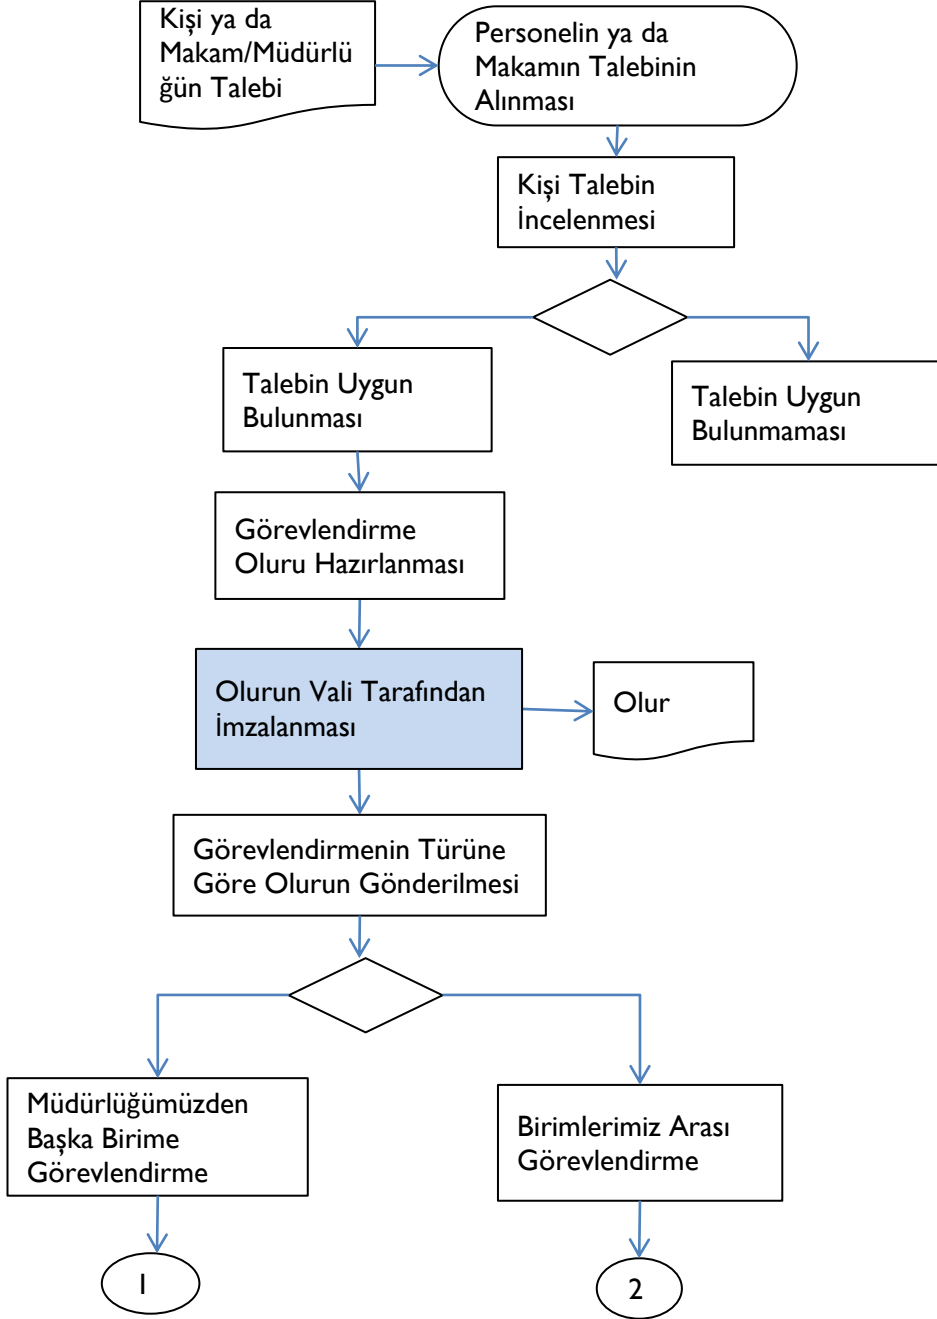 Kişi ya da
Makam/Müdürlü
ğün Talebi
Personelin ya da
Makamın Talebinin
Alınması
Kişi Talebin
İncelenmesi
Talebin Uygun
Bulunması
Talebin Uygun
Bulunmaması
Görevlendirme
Oluru Hazırlanması
Olurun Vali Tarafından
İmzalanması
Olur
Görevlendirmenin Türüne
Göre Olurun Gönderilmesi
Müdürlüğümüzden
Başka Birime
Görevlendirme
Birimlerimiz Arası
Görevlendirme
1
2